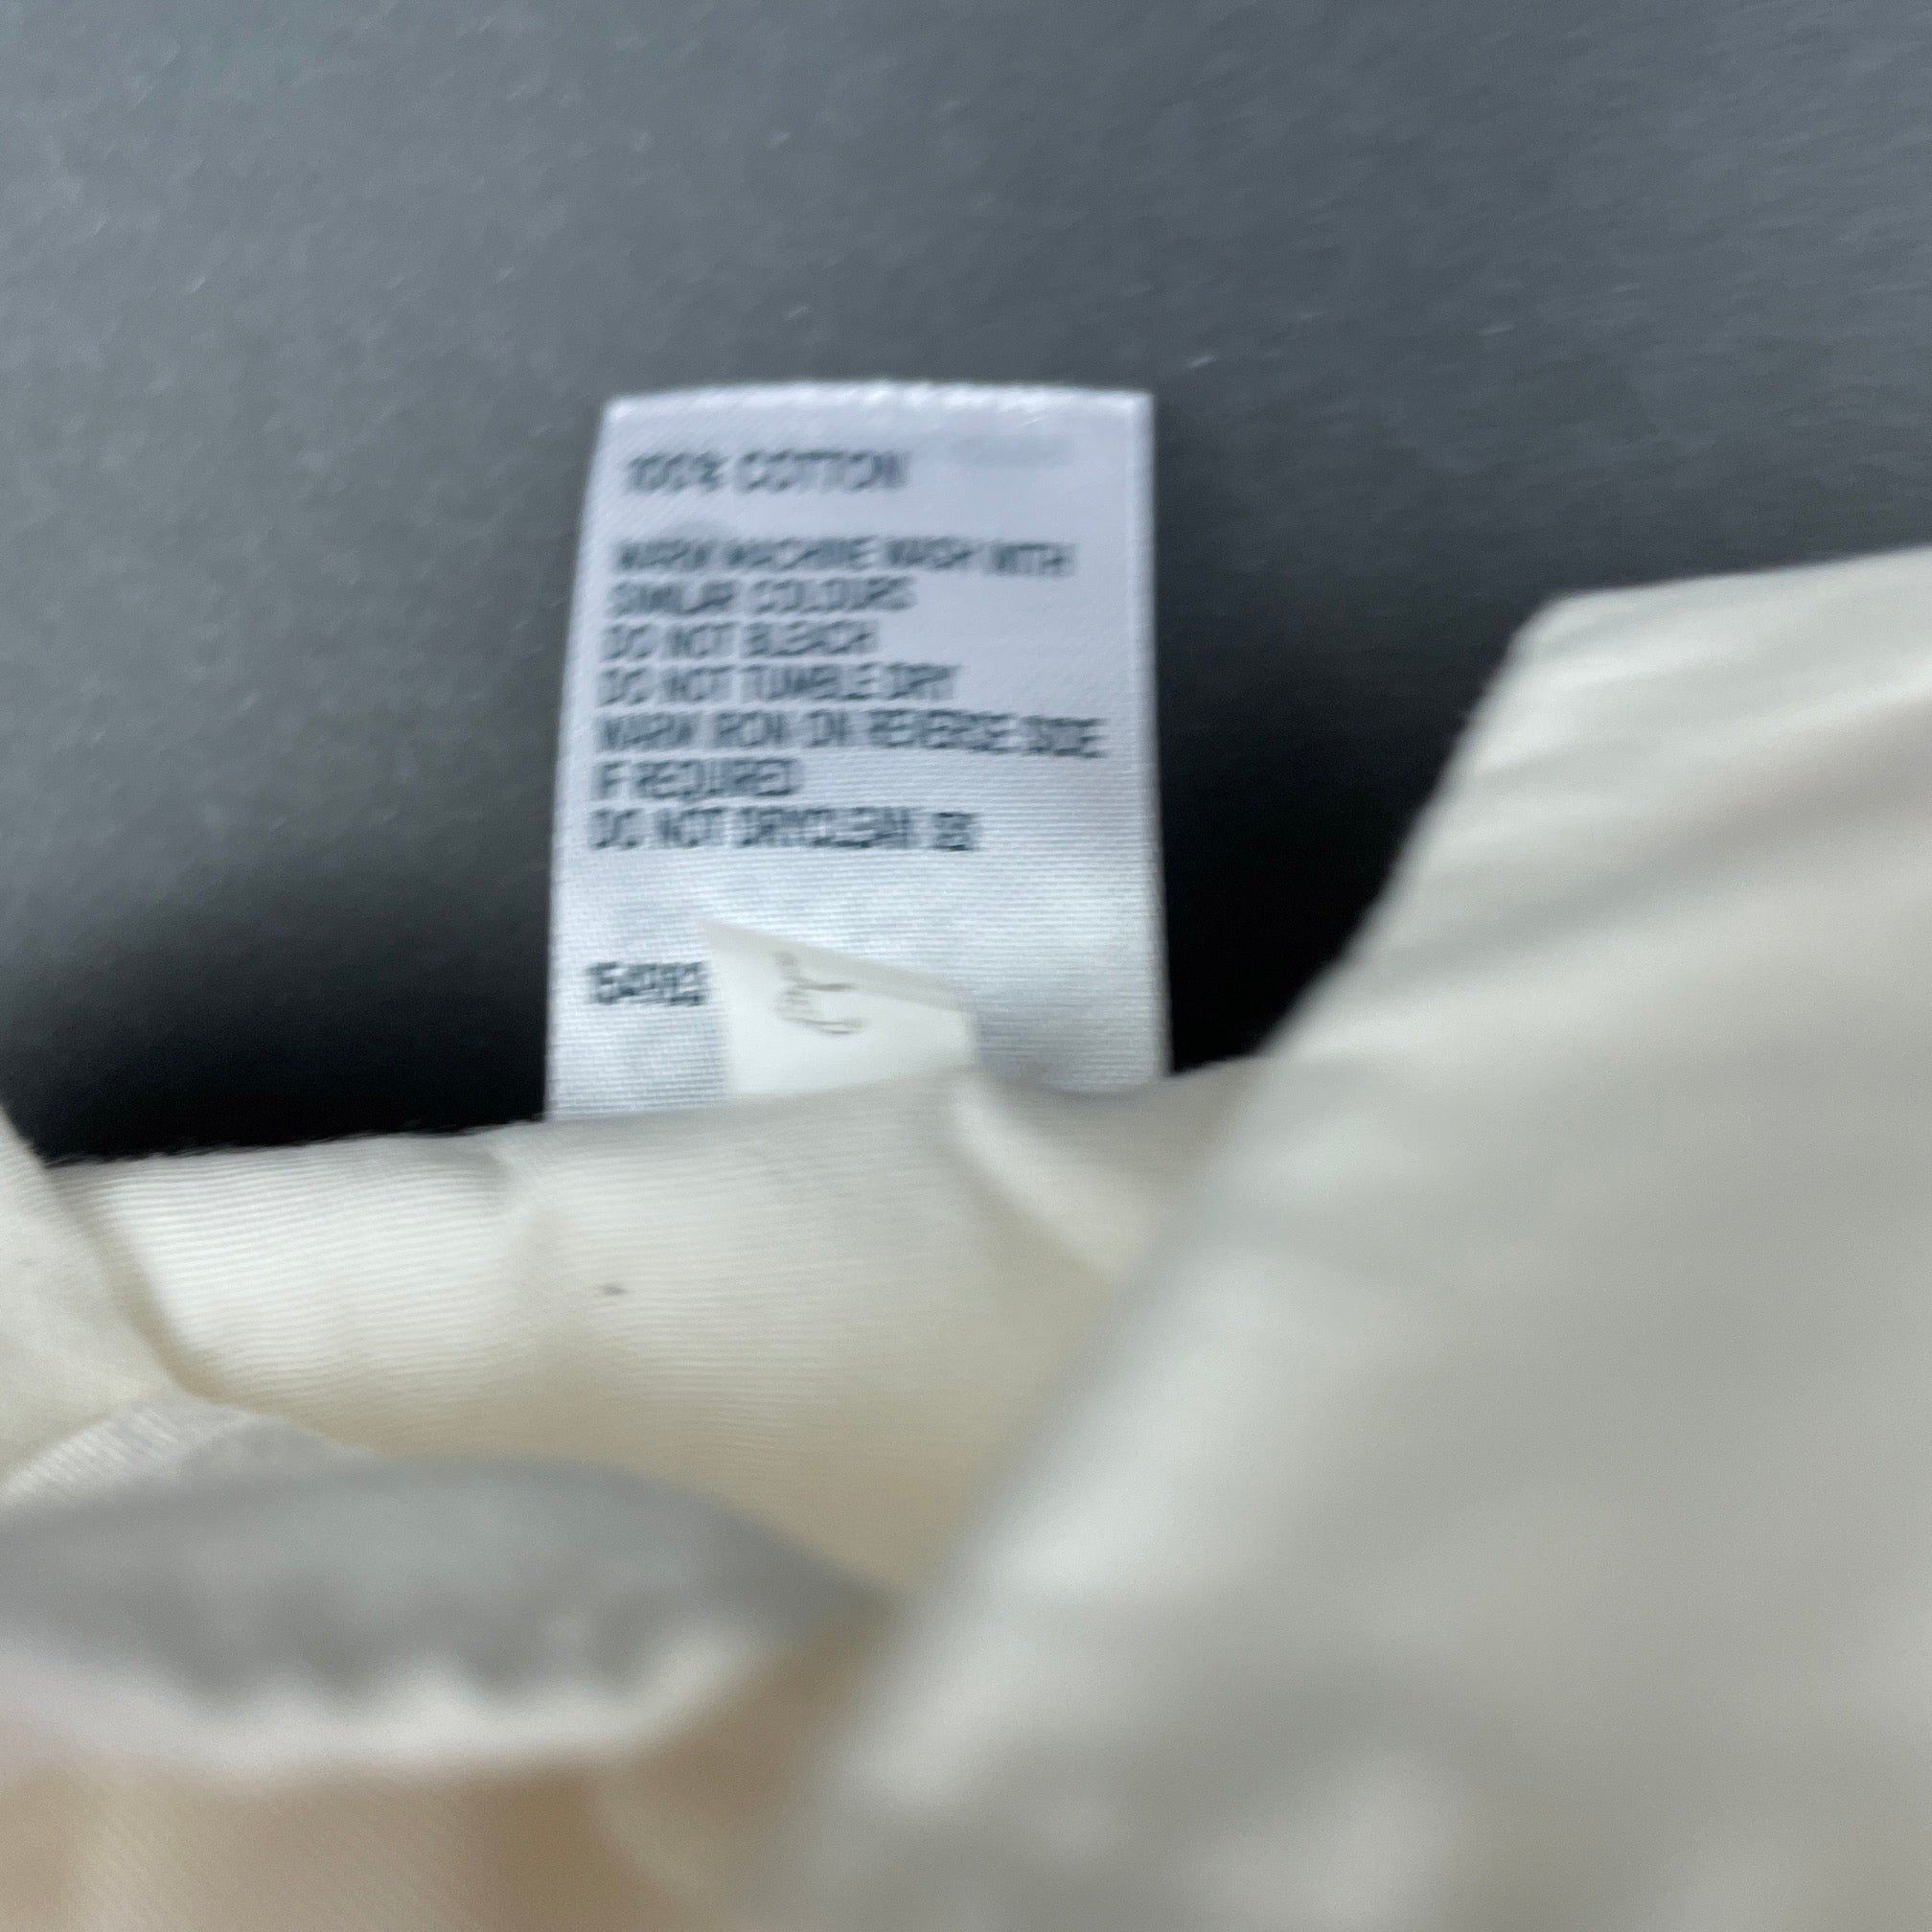 100% COTTON
WARM MACHINE WASH WITH
SIMILAR COLOURS
DO NOT BLEACH
DO NOT TUMBLE DRY
WARM IRON ON REVERSE SIDE
IF REQUIRED
DO NOT DRYCLEAN